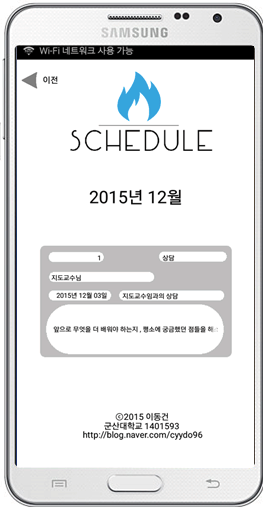 SAMSUNG
Wi-Fi 네트워크 사용 가능
이전
SCHEDULE
2015년 12월
1 상담
지도교수님
2015년 12월 03일 지도교수임과의 상담
앞으로 무엇을 더 배워야 하는지 , 평소에 궁금했던 점들을 허
ⓒ2015 이동건
군산대학교 1401593
http://blog.naver.com/cyydo96